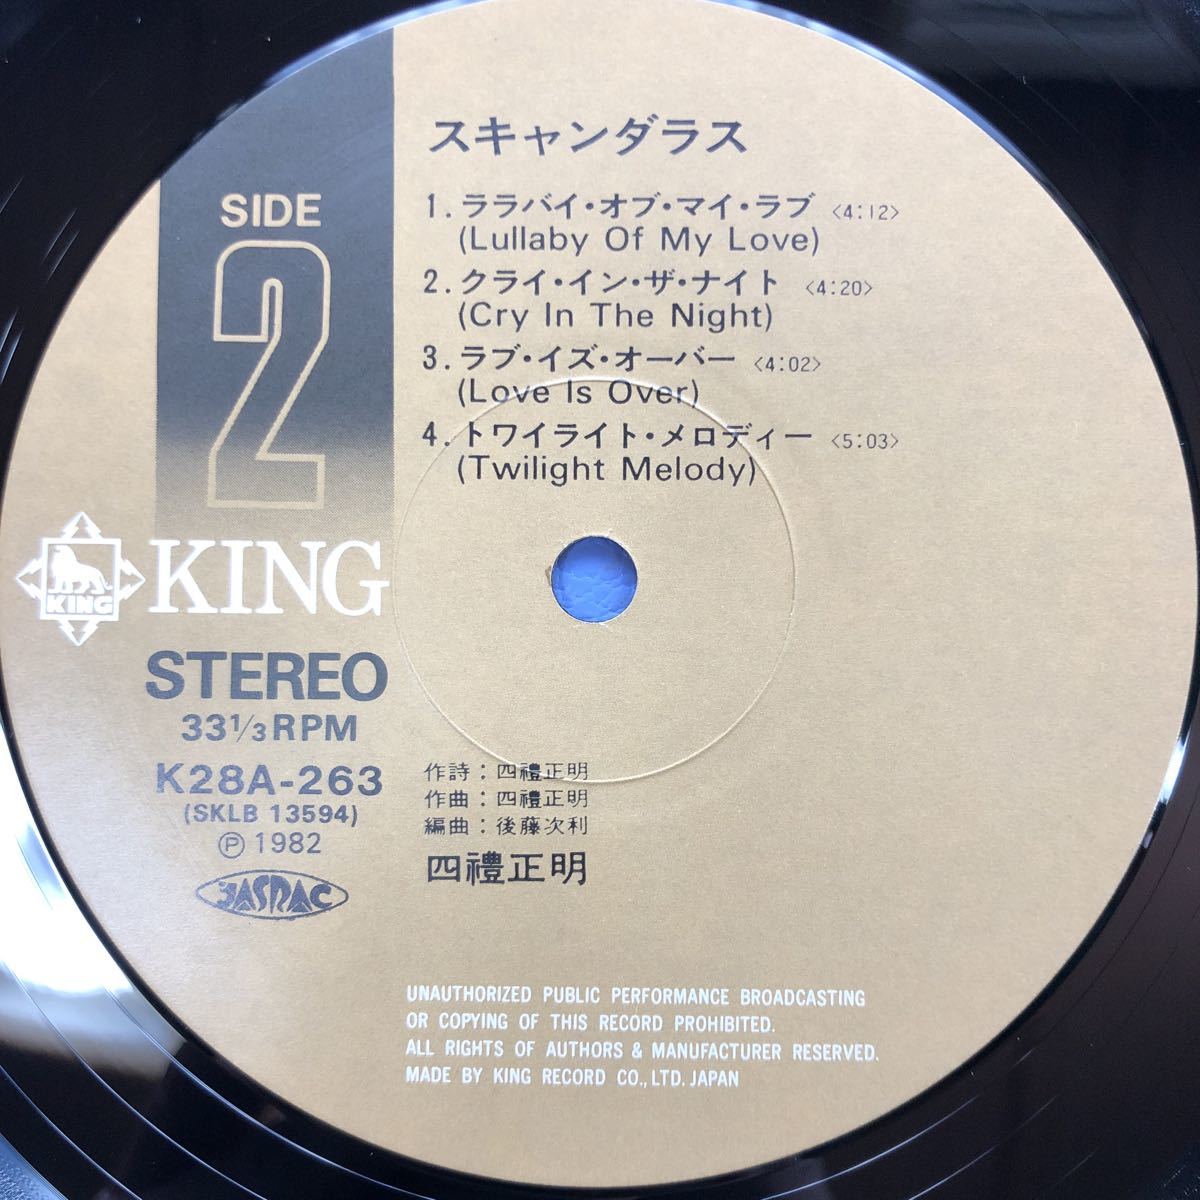 スキャンダラス
SIDE
2
1. ララバイ・オブ・マイ・ラブ <4:12>
(Lullaby Of My Love)
2. クライ・イン・ザ・ナイト <4:20>
(Cry In The Night)
3. ラブ・イズ・オーバー <4:02>
(Love Is Over)
4. トワイライト・メロディー <5:03>
(Twilight Melody)
KING
KING
STEREO
33 1/3 RPM
K28A-263
(SKLB 13594)
Ⓟ 1982
JASRAC
作詩：四禮正明
作曲：四禮正明
編曲：後藤次利
四禮正明
UNAUTHORIZED PUBLIC PERFORMANCE BROADCASTING
OR COPYING OF THIS RECORD PROHIBITED.
ALL RIGHTS OF AUTHORS & MANUFACTURER RESERVED.
MADE BY KING RECORD CO., LTD. JAPAN